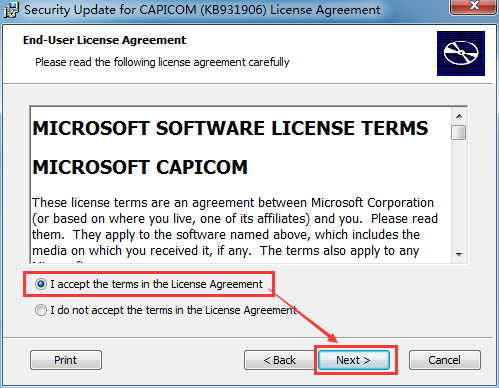 Security Update for CAPICOM (KB931906) License Agreement
End-User License Agreement
Please read the following license agreement carefully
MICROSOFT SOFTWARE LICENSE TERMS
MICROSOFT CAPICOM
These license terms are an agreement between Microsoft Corporation
(or based on where you live, one of its affiliates) and you. Please read
them. They apply to the software named above, which includes the
media on which you received it, if any. The terms also apply to any
I accept the terms in the License Agreement
I do not accept the terms in the License Agreement
Print
< Back
Next >
Cancel